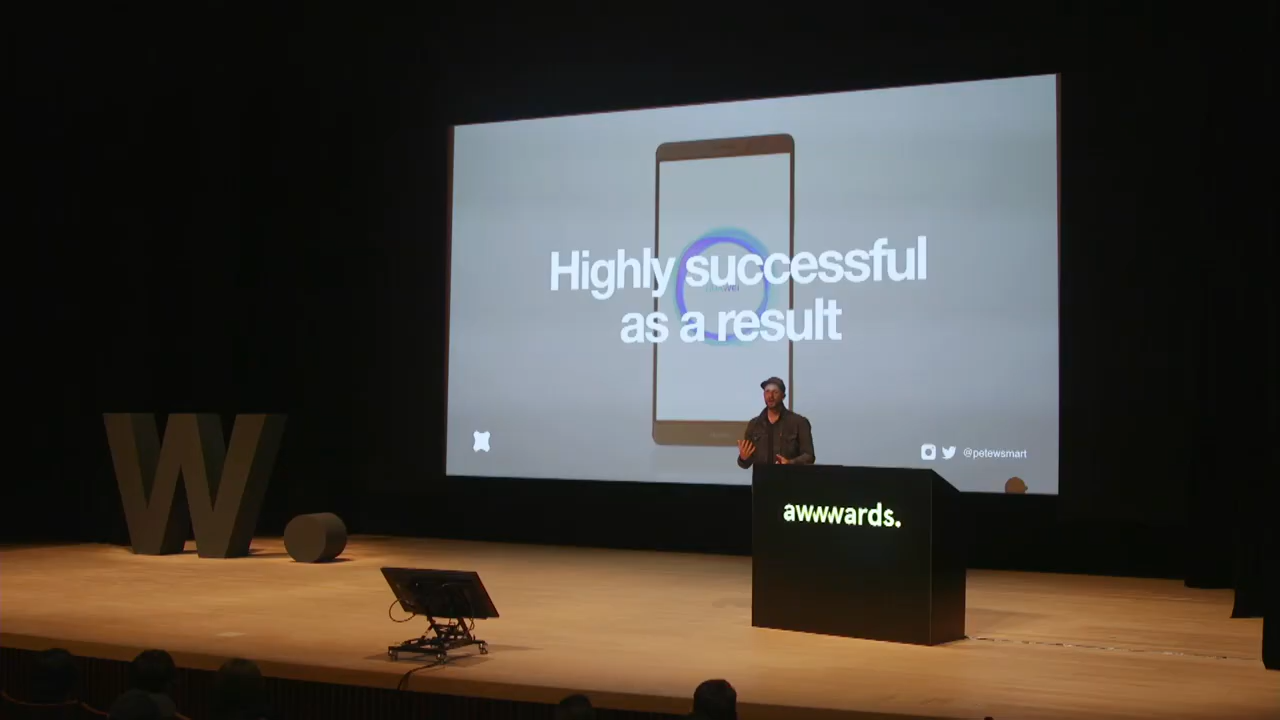 Highly successful
as a result
@petewsmart
awwwards.
W.